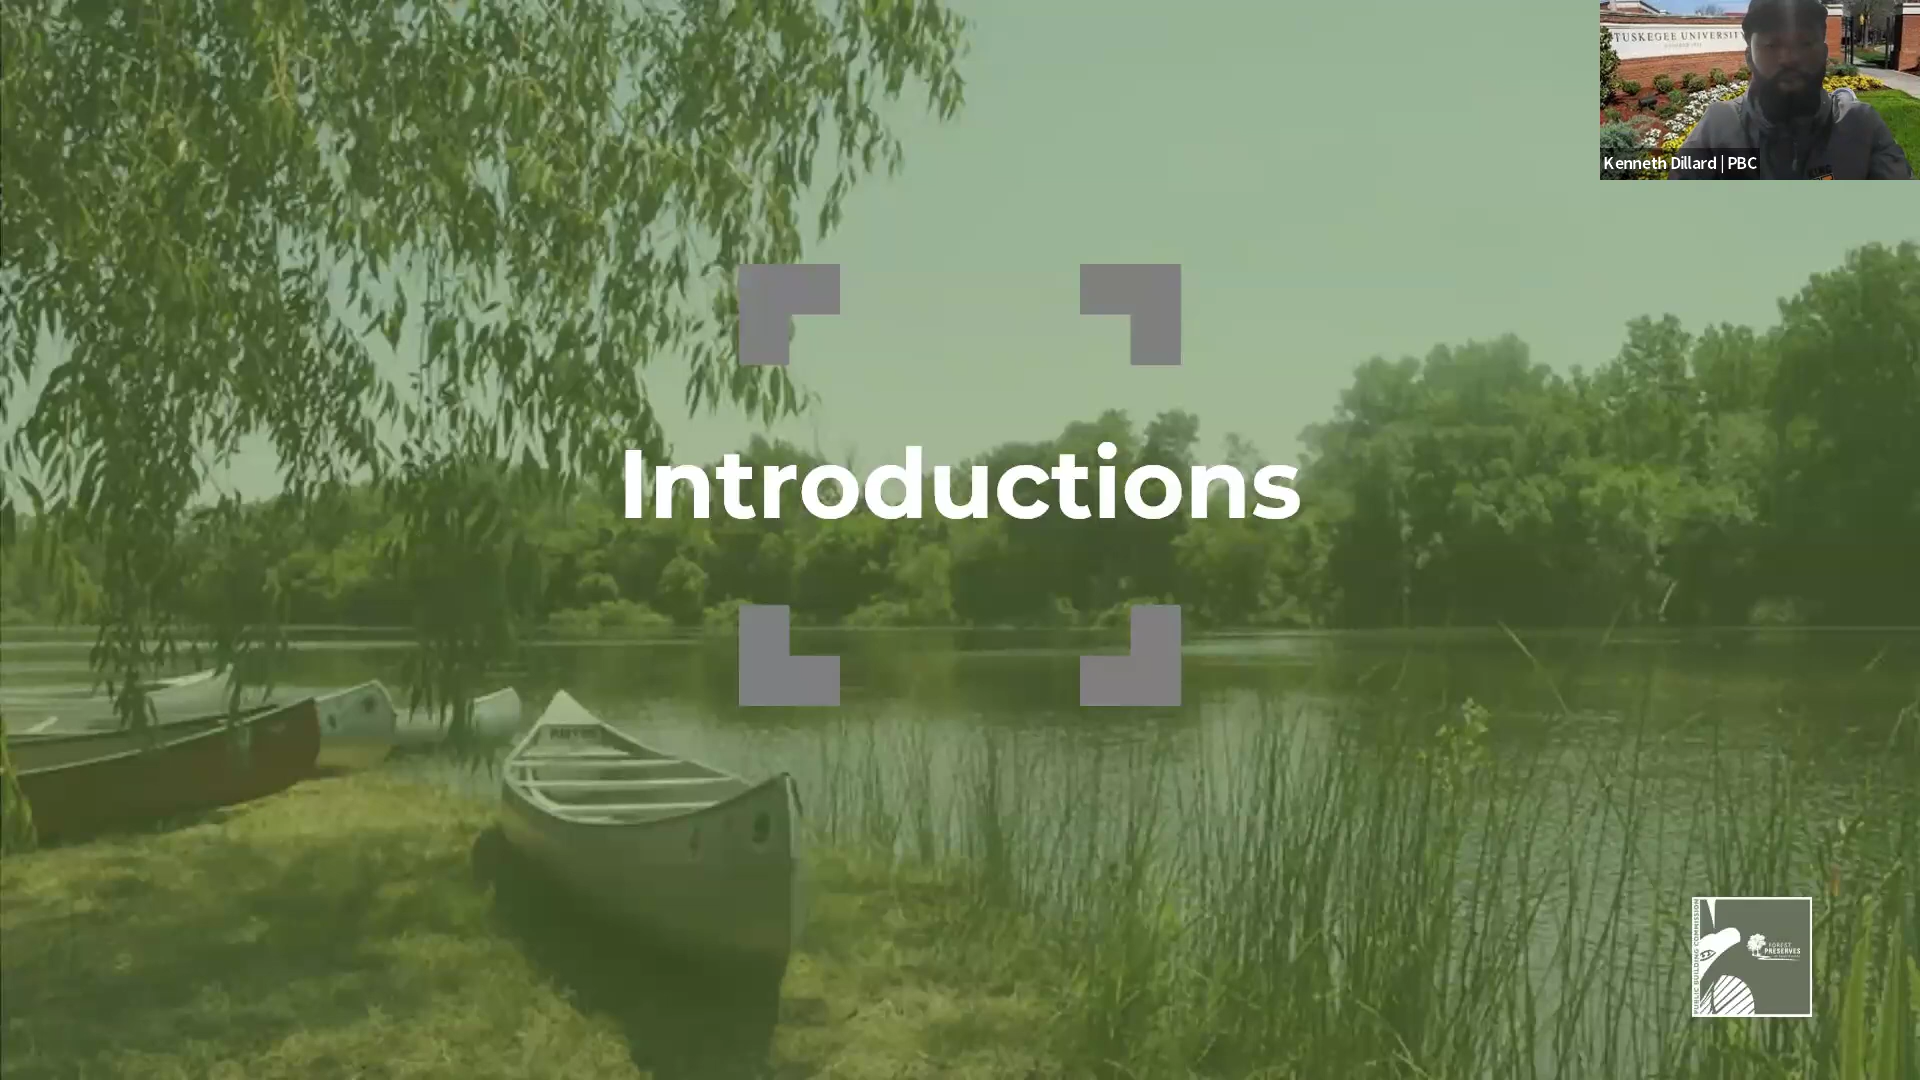 TUSKEGEE UNIVERSITY
Kenneth Dillard | PBC
Introductions
PUBLIC BUILDING COMMISSION
FOREST
PRESERVES